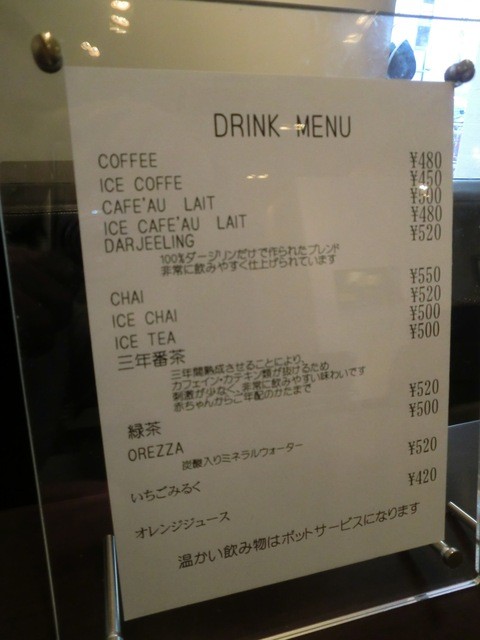 DRINK MENU
COFFEE ¥480
ICE COFFE ¥450
CAFE'AU LAIT ¥500
ICE CAFE'AU LAIT ¥480
DARJEELING ¥520
100%ダージリンだけで作られたブレンド
非常に飲みやすく仕上げられています
CHAI ¥550
ICE CHAI ¥520
ICE TEA ¥500
三年番茶 ¥500
三年間熟成させることにより、
カフェイン・カテキン類が抜けるため
刺激が少なく、非常に飲みやすい味わいです
赤ちゃんからご年配のかたまで
緑茶 ¥520
OREZZA ¥500
炭酸入りミネラルウォーター
いちごみるく ¥520
オレンジジュース ¥420
温かい飲み物はポットサービスになります